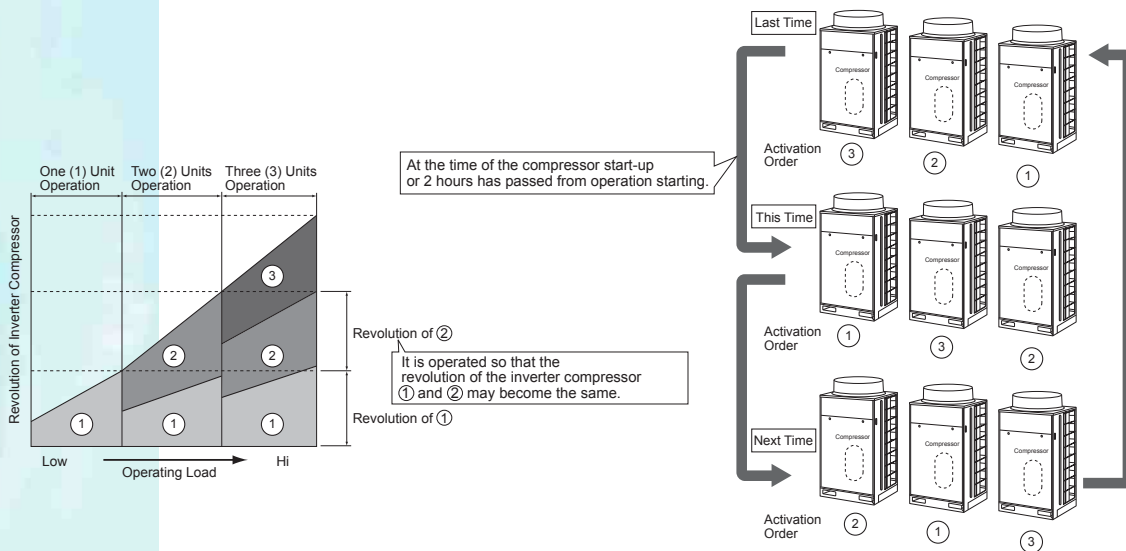 One (1) Unit
Operation
Two (2) Units
Operation
Three (3) Units
Operation
Revolution of Inverter Compressor
③
②
②
①
①
①
Revolution of ②
It is operated so that the
revolution of the inverter compressor
① and ② may become the same.
Revolution of ①
Low
Operating Load
Hi
At the time of the compressor start-up
or 2 hours has passed from operation starting.
Last Time
Compressor
Compressor
Compressor
Activation
Order
③
②
①
This Time
Compressor
Compressor
Compressor
Activation
Order
①
③
②
Next Time
Compressor
Compressor
Compressor
Activation
Order
②
①
③